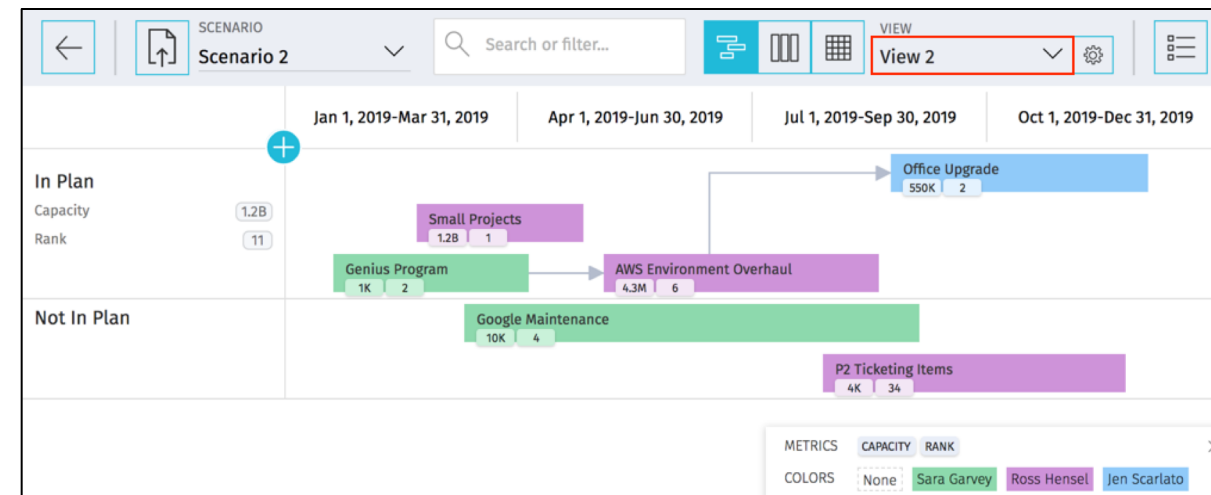 SCENARIO
Scenario 2
Search or filter...
VIEW
View 2
Jan 1, 2019-Mar 31, 2019
Apr 1, 2019-Jun 30, 2019
Jul 1, 2019-Sep 30, 2019
Oct 1, 2019-Dec 31, 2019
In Plan
Capacity 1.2B
Rank 11
Office Upgrade
550K 2
Small Projects
1.2B 1
Genius Program
1K 2
AWS Environment Overhaul
4.3M 6
Not In Plan
Google Maintenance
10K 4
P2 Ticketing Items
4K 34
METRICS CAPACITY RANK
COLORS None Sara Garvey Ross Hensel Jen Scarlato